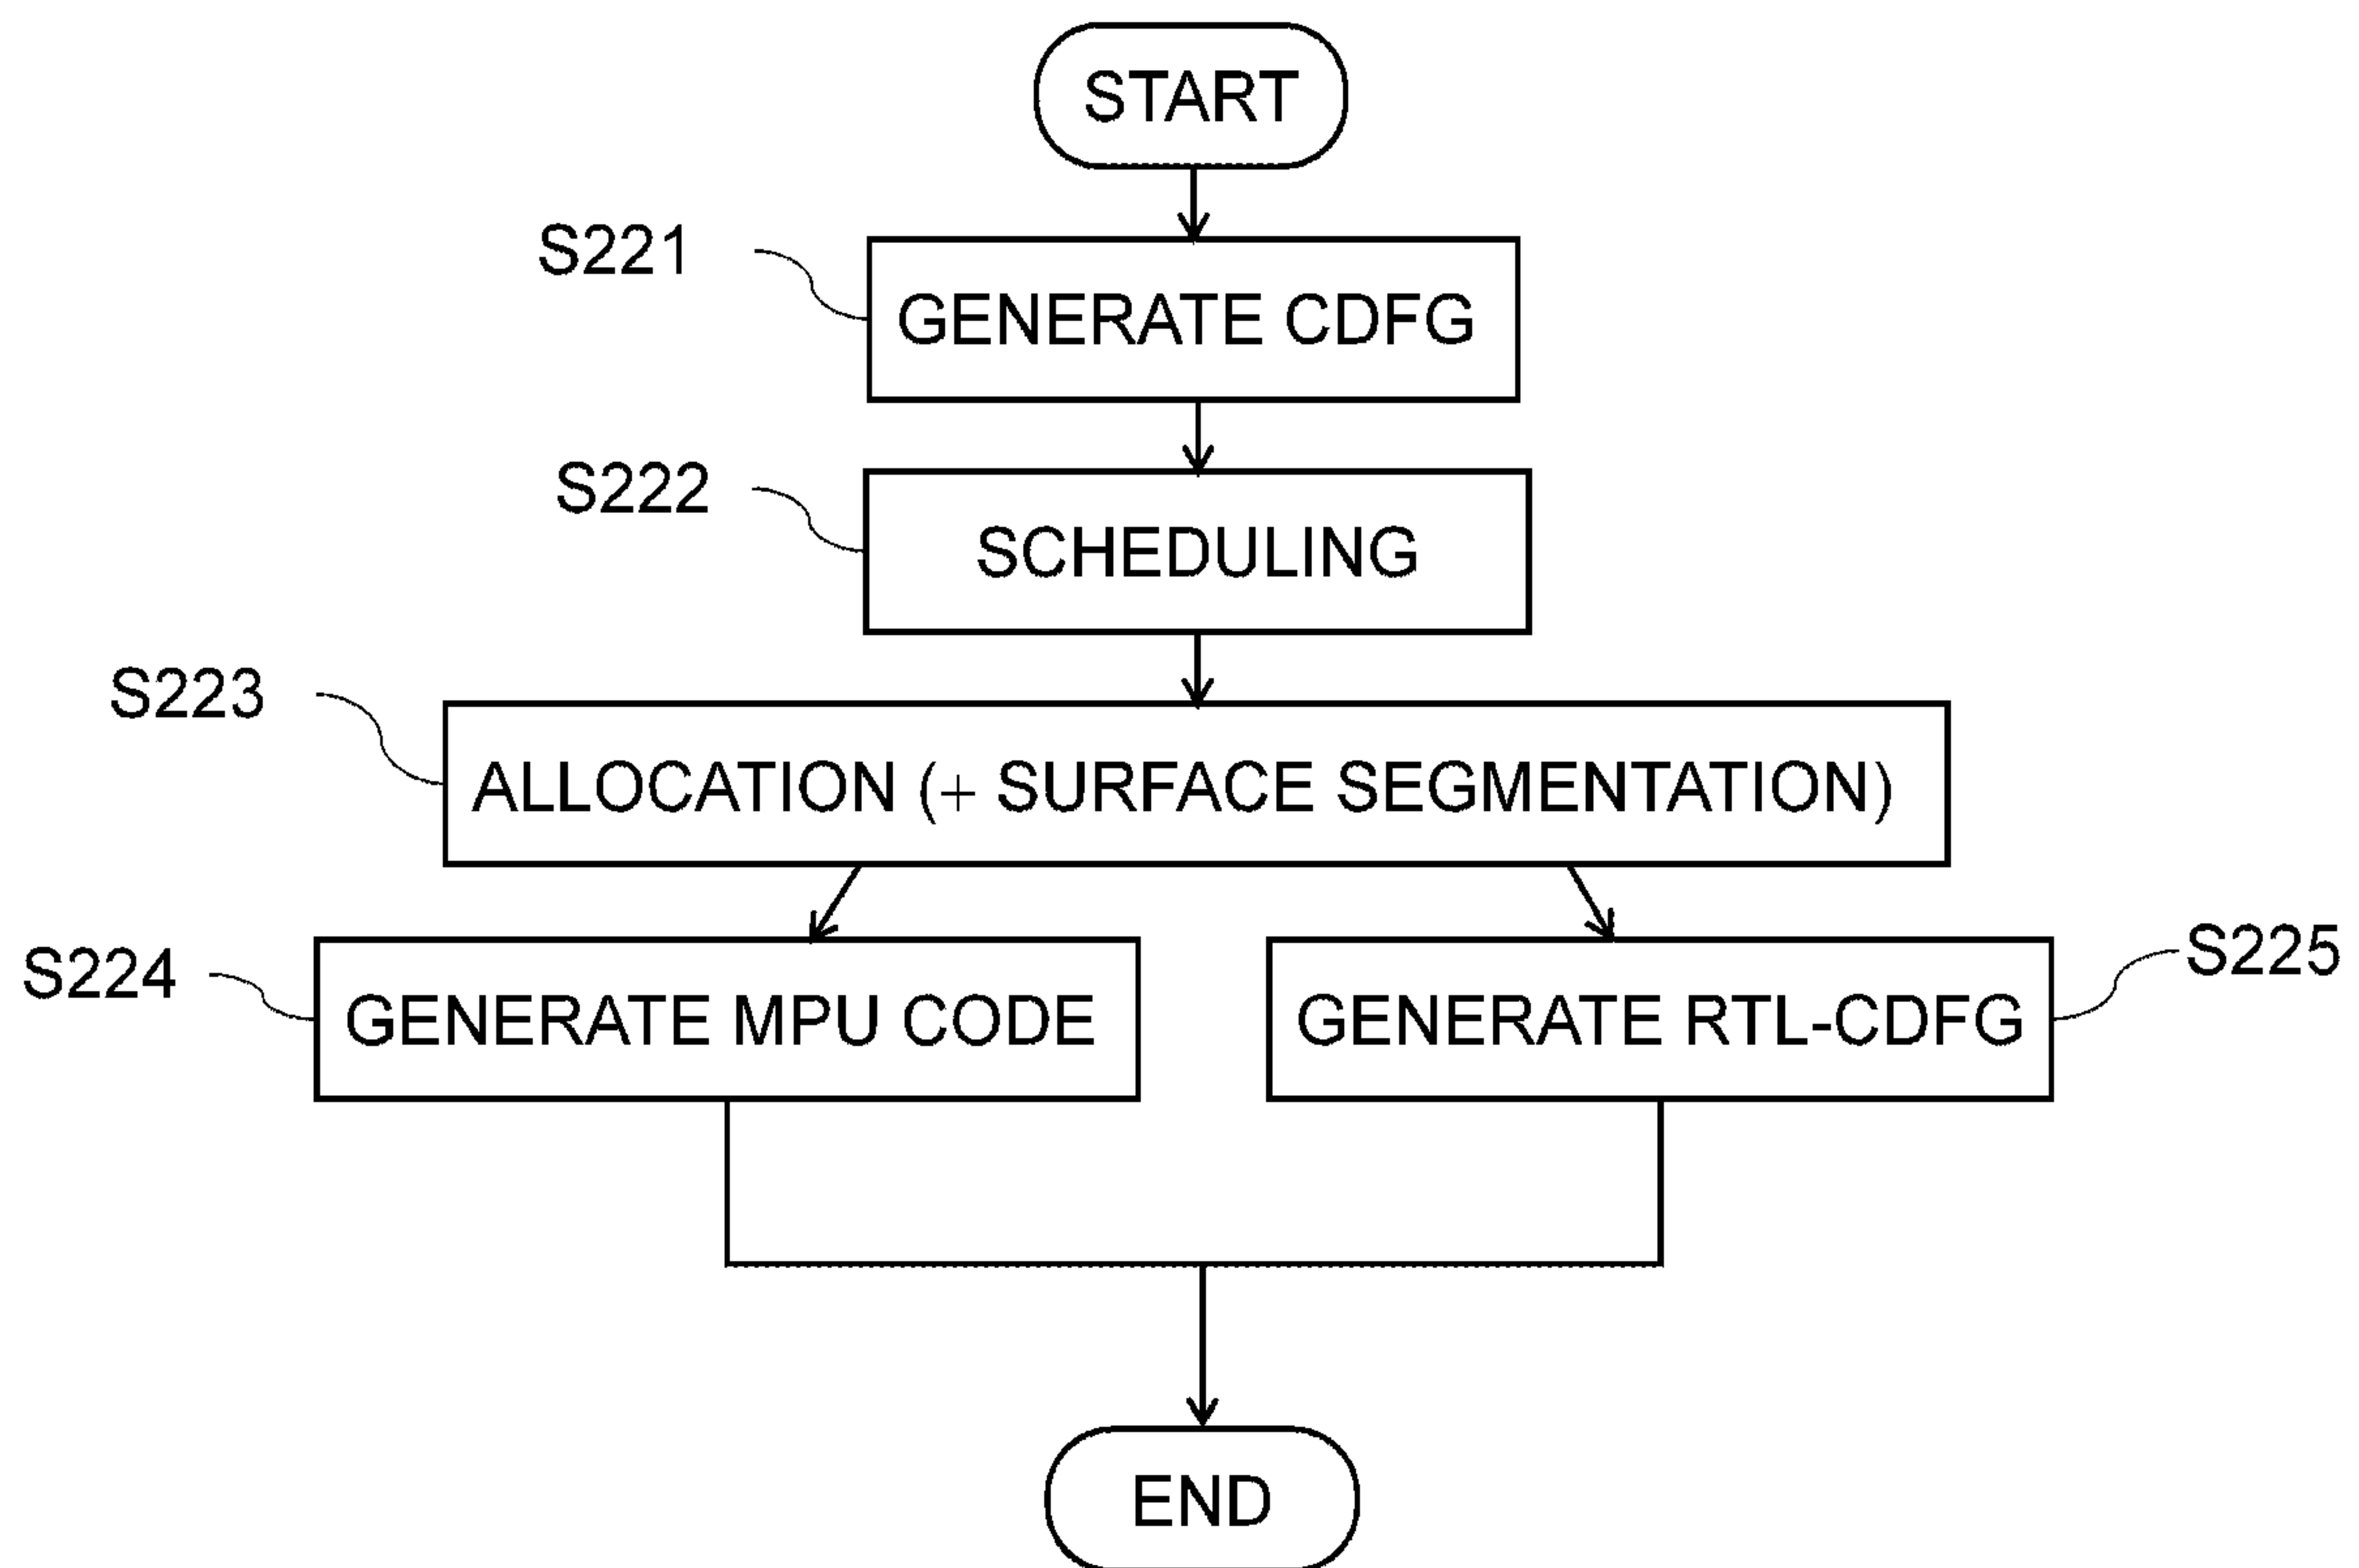 START
S221
GENERATE CDFG
S222
SCHEDULING
S223
ALLOCATION (+ SURFACE SEGMENTATION)
S224
GENERATE MPU CODE
GENERATE RTL-CDFG
S225
END